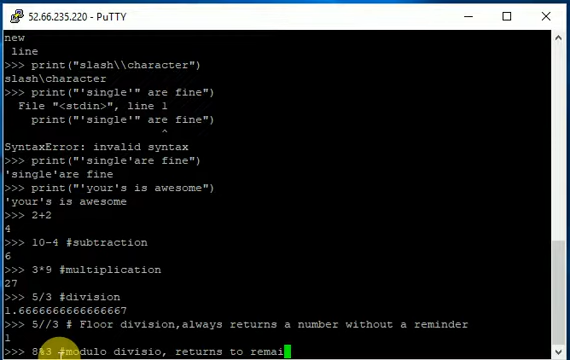 52.66.235.220 - PuTTY
new
 line
>>> print("slash\\character")
slash\character
>>> print("'single'" are fine")
  File "<stdin>", line 1
    print("'single'" are fine")
                       ^
SyntaxError: invalid syntax
>>> print("'single'are fine")
'single'are fine
>>> print("'your's is awesome")
'your's is awesome
>>> 2+2
4
>>> 10-4 #subtraction
6
>>> 3*9 #multiplication
27
>>> 5/3 #division
1.6666666666666667
>>> 5//3 # Floor division,always returns a number without a reminder
1
>>> 8%3 #modulo divisio, returns to remai